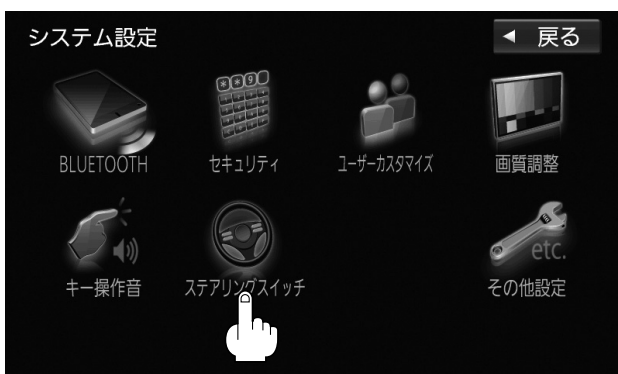 システム設定
◀ 戻る
**9
BLUETOOTH
セキュリティ
ユーザーカスタマイズ
画質調整
etc.
キー操作音
ステアリングスイッチ
その他設定